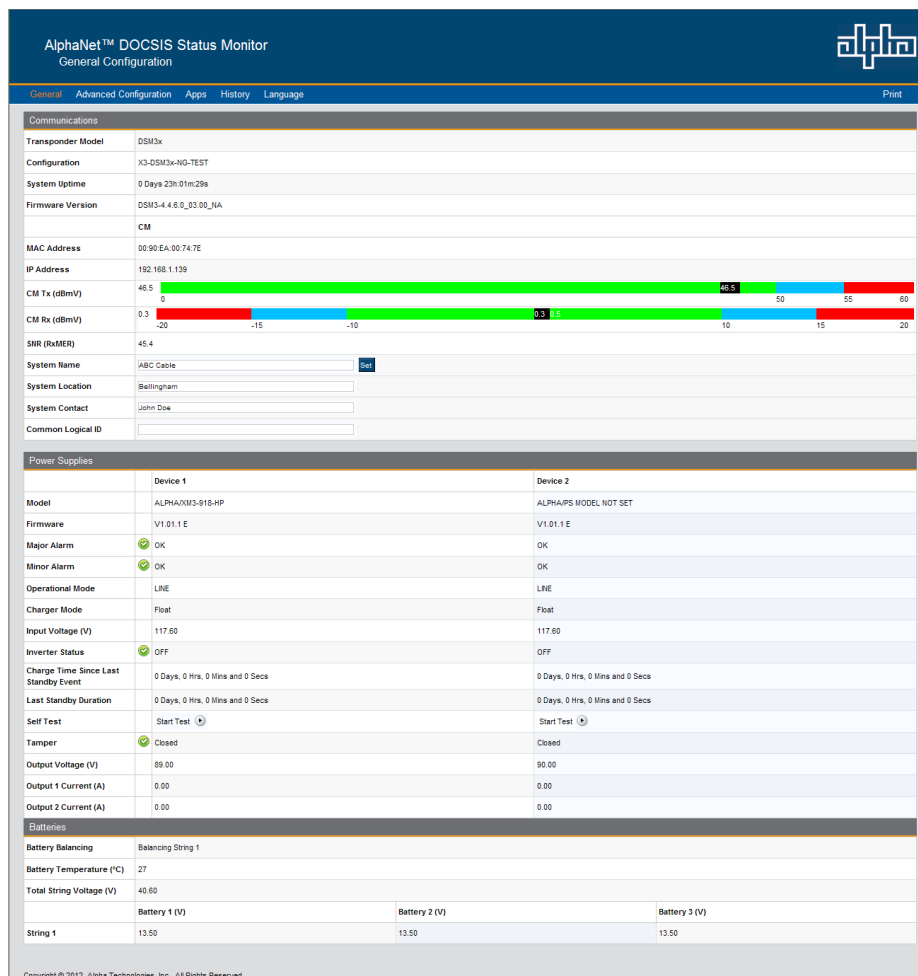 AlphaNet™ DOCSIS Status Monitor
alpha
General Configuration
General Advanced Configuration Apps History Language Print
Communications
Transponder Model DSM3x
Configuration X3-DSM3x-NG-TEST
System Uptime 0 Days 23h:01m:29s
Firmware Version DSM3-4.4.6.0_03.00_NA
CM
MAC Address 00:90:EA:00:74:7E
IP Address 192.168.1.139
CM Tx (dBmV) 46.5 46.5
0 50 55 60
CM Rx (dBmV) 0.3 0.3 0.5
-20 -15 -10 10 15 20
SNR (RxMER) 45.4
System Name ABC Cable Set
System Location Bellingham
System Contact John Doe
Common Logical ID
Power Supplies
Device 1 Device 2
Model ALPHA/XM3-918-HP ALPHA/PS MODEL NOT SET
Firmware V1.01.1 E V1.01.1 E
Major Alarm OK OK
Minor Alarm OK OK
Operational Mode LINE LINE
Charger Mode Float Float
Input Voltage (V) 117.60 117.60
Inverter Status OFF OFF
Charge Time Since Last Standby Event 0 Days, 0 Hrs, 0 Mins and 0 Secs 0 Days, 0 Hrs, 0 Mins and 0 Secs
Last Standby Duration 0 Days, 0 Hrs, 0 Mins and 0 Secs 0 Days, 0 Hrs, 0 Mins and 0 Secs
Self Test Start Test Start Test
Tamper Closed Closed
Output Voltage (V) 89.00 90.00
Output 1 Current (A) 0.00 0.00
Output 2 Current (A) 0.00 0.00
Batteries
Battery Balancing Balancing String 1
Battery Temperature (ºC) 27
Total String Voltage (V) 40.60
Battery 1 (V) Battery 2 (V) Battery 3 (V)
String 1 13.50 13.50 13.50
Copyright © 2012 Alpha Technologies, Inc. All Rights Reserved